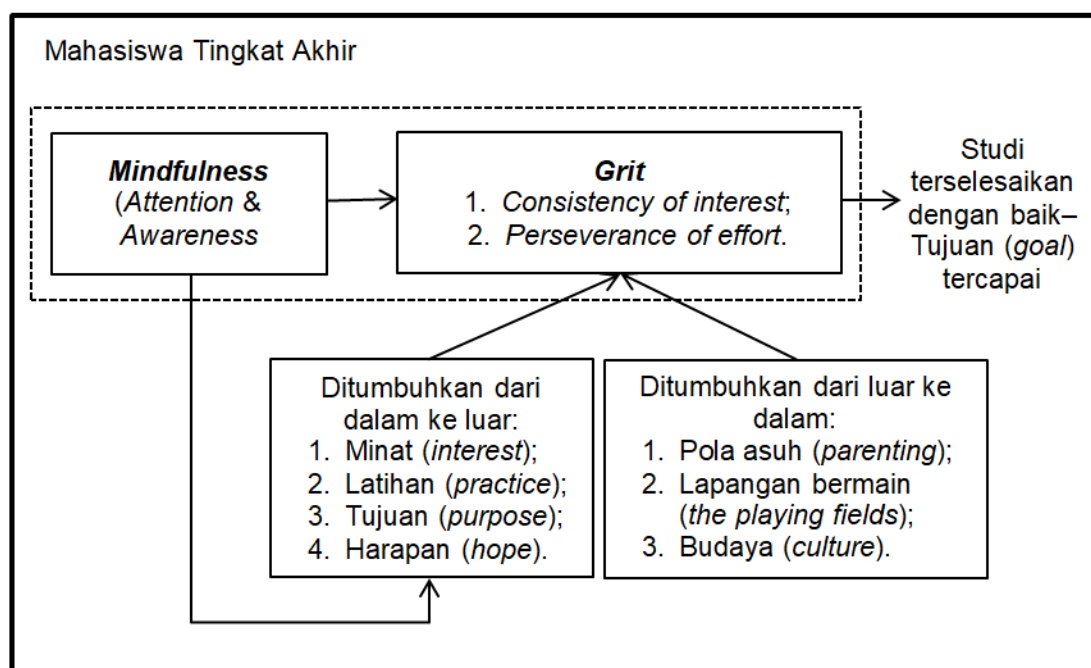 Mahasiswa Tingkat Akhir
Mindfulness
(Attention &
Awareness
Grit
1. Consistency of interest;
2. Perseverance of effort.
Studi
terselesaikan
dengan baik–
Tujuan (goal)
tercapai
Ditumbuhkan dari
dalam ke luar:
1. Minat (interest);
2. Latihan (practice);
3. Tujuan (purpose);
4. Harapan (hope).
Ditumbuhkan dari luar ke
dalam:
1. Pola asuh (parenting);
2. Lapangan bermain
(the playing fields);
3. Budaya (culture).